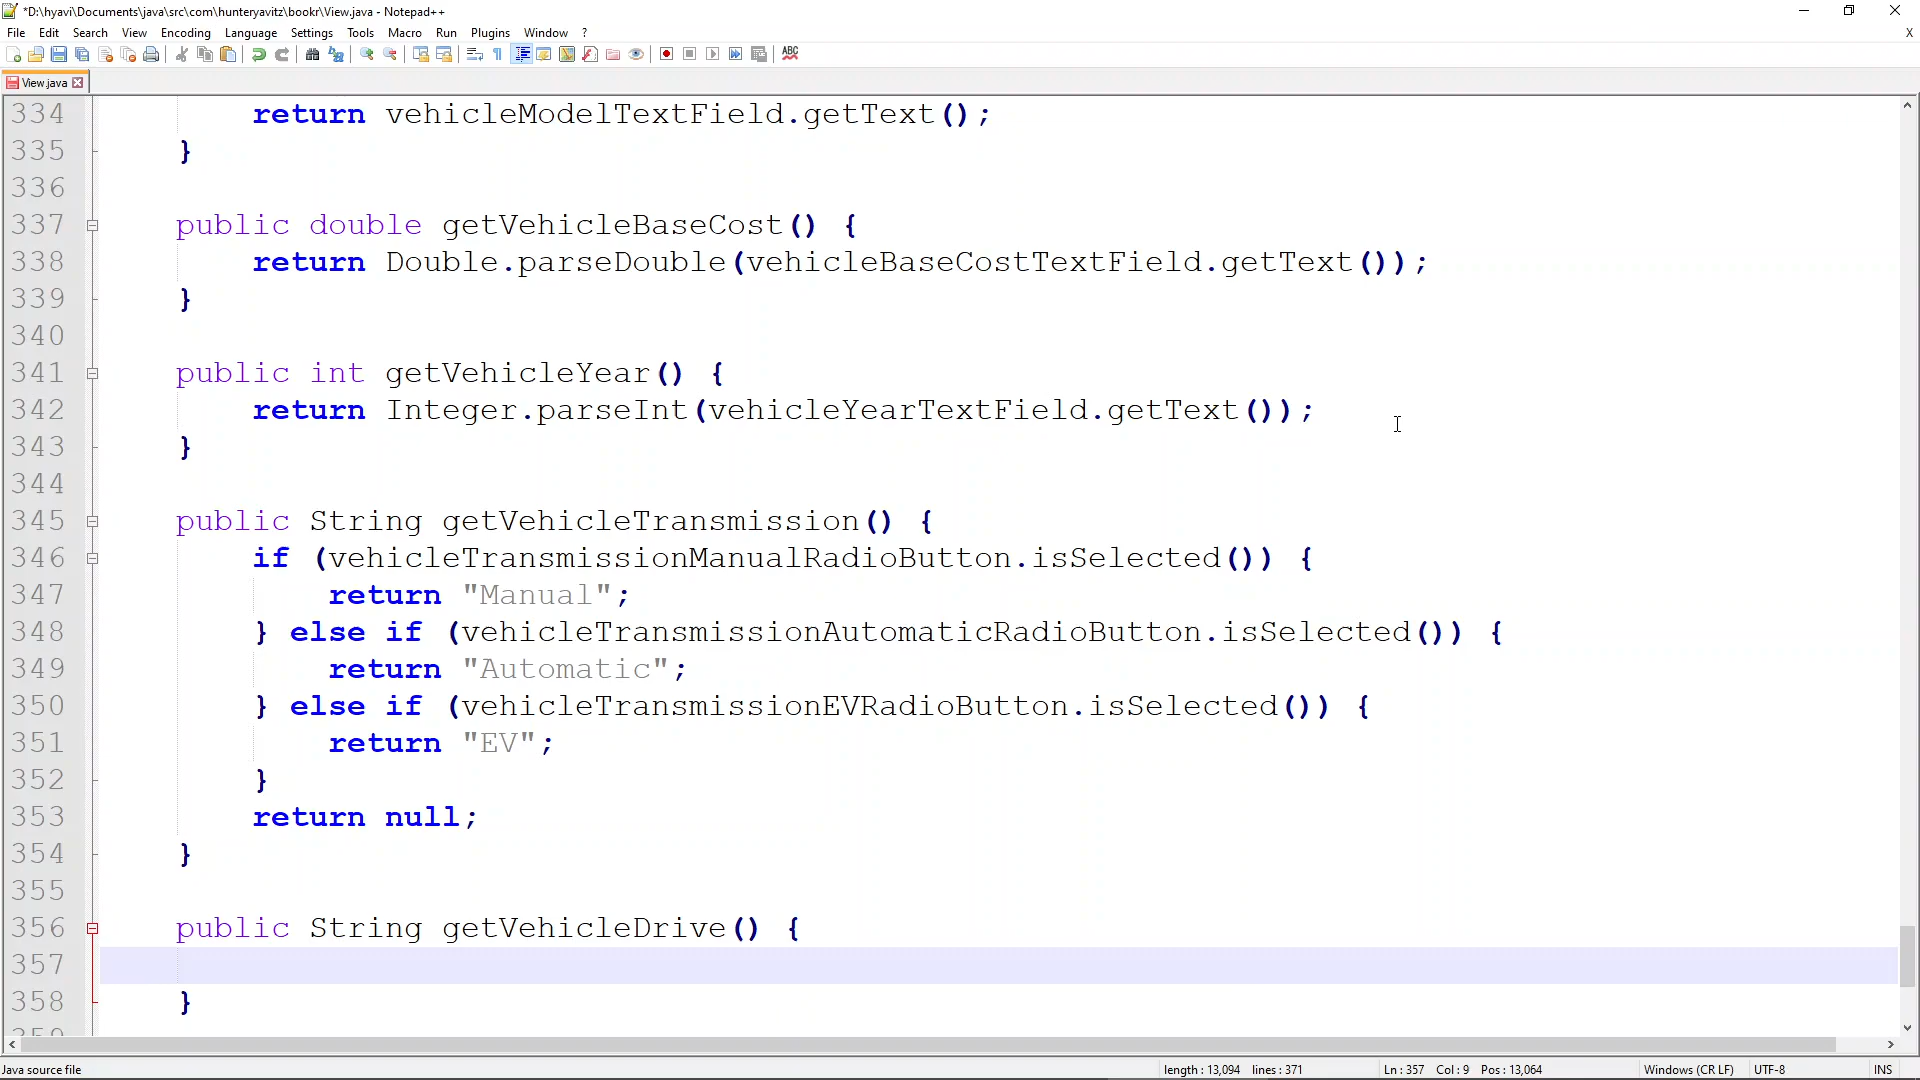 *D:\hyavi\Documents\java\src\com\hunteryavitz\bookr\View.java - Notepad++
File Edit Search View Encoding Language Settings Tools Macro Run Plugins Window ? X
View.java
334 return vehicleModelTextField.getText();
335 }
336
337 public double getVehicleBaseCost() {
338 return Double.parseDouble(vehicleBaseCostTextField.getText());
339 }
340
341 public int getVehicleYear() {
342 return Integer.parseInt(vehicleYearTextField.getText());
343 }
344
345 public String getVehicleTransmission() {
346 if (vehicleTransmissionManualRadioButton.isSelected()) {
347 return "Manual";
348 } else if (vehicleTransmissionAutomaticRadioButton.isSelected()) {
349 return "Automatic";
350 } else if (vehicleTransmissionEVRadioButton.isSelected()) {
351 return "EV";
352 }
353 return null;
354 }
355
356 public String getVehicleDrive() {
357
358 }
Java source file length : 13,094 lines : 371 Ln : 357 Col : 9 Pos : 13,064 Windows (CR LF) UTF-8 INS